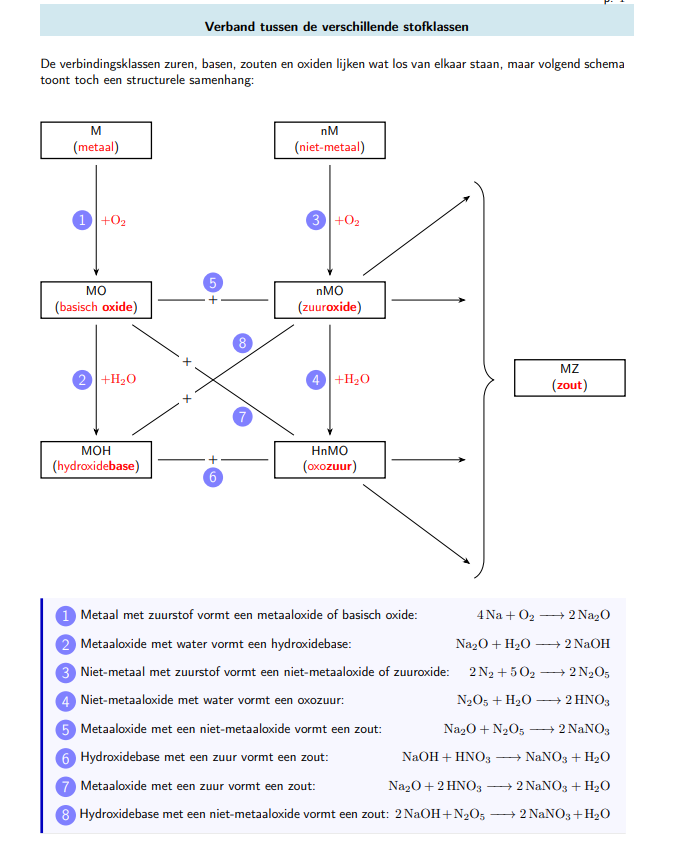 Verband tussen de verschillende stofklassen
De verbindingsklassen zuren, basen, zouten en oxiden lijken wat los van elkaar staan, maar volgend schema
toont toch een structurele samenhang:
M
(metaal)
nM
(niet-metaal)
1 +O₂
3 +O₂
MO
(basisch oxide)
5
+
nMO
(zuuroxide)
8
+
2 +H₂O
4 +H₂O
MZ
(zout)
+
7
MOH
(hydroxidebase)
+
6
HnMO
(oxozuur)
1 Metaal met zuurstof vormt een metaaloxide of basisch oxide: 4 Na + O₂ ⟶ 2 Na₂O
2 Metaaloxide met water vormt een hydroxidebase: Na₂O + H₂O ⟶ 2 NaOH
3 Niet-metaal met zuurstof vormt een niet-metaaloxide of zuuroxide: 2 N₂ + 5 O₂ ⟶ 2 N₂O₅
4 Niet-metaaloxide met water vormt een oxozuur: N₂O₅ + H₂O ⟶ 2 HNO₃
5 Metaaloxide met een niet-metaaloxide vormt een zout: Na₂O + N₂O₅ ⟶ 2 NaNO₃
6 Hydroxidebase met een zuur vormt een zout: NaOH + HNO₃ ⟶ NaNO₃ + H₂O
7 Metaaloxide met een zuur vormt een zout: Na₂O + 2 HNO₃ ⟶ 2 NaNO₃ + H₂O
8 Hydroxidebase met een niet-metaaloxide vormt een zout: 2 NaOH + N₂O₅ ⟶ 2 NaNO₃ + H₂O